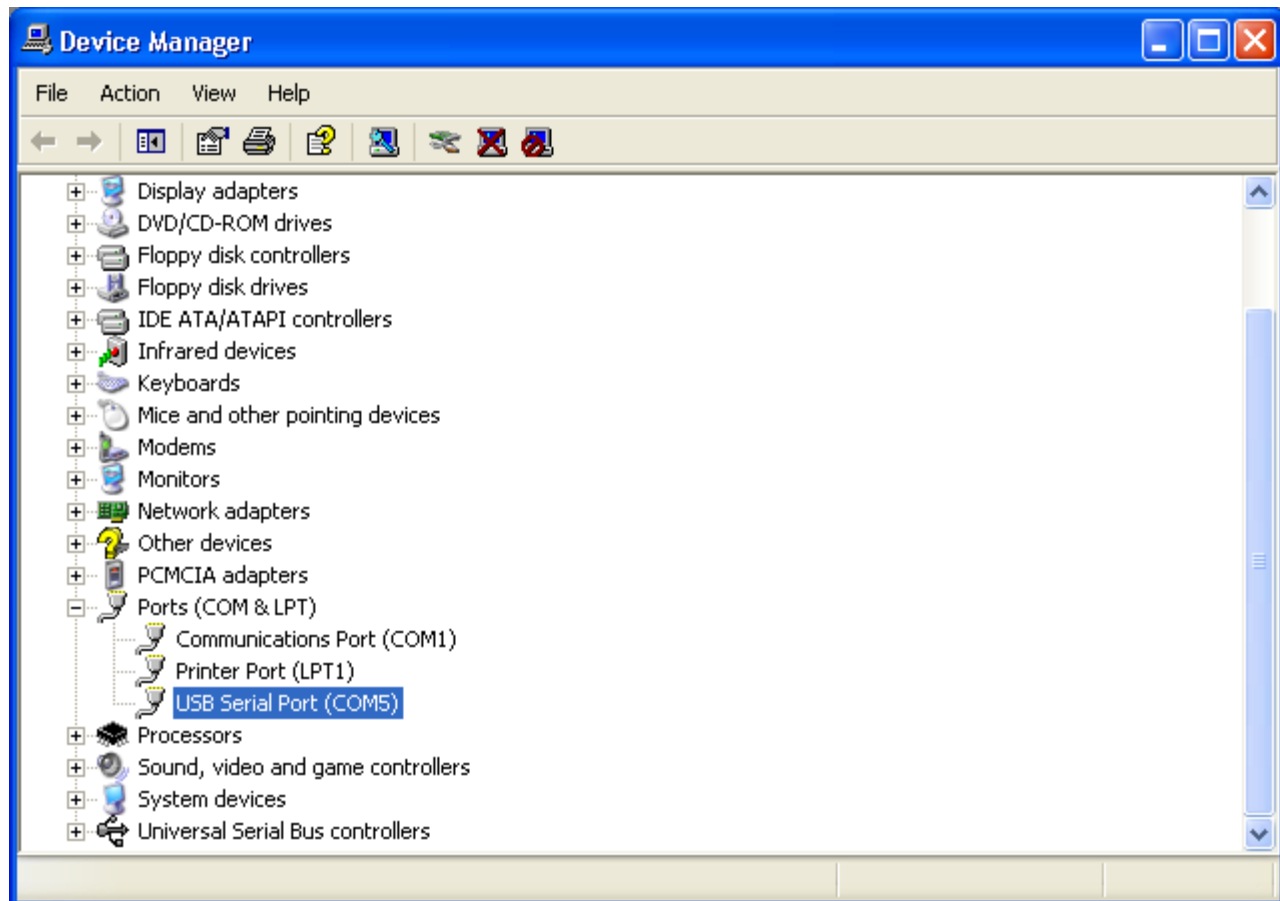 Device Manager
File Action View Help
Display adapters
DVD/CD-ROM drives
Floppy disk controllers
Floppy disk drives
IDE ATA/ATAPI controllers
Infrared devices
Keyboards
Mice and other pointing devices
Modems
Monitors
Network adapters
Other devices
PCMCIA adapters
Ports (COM & LPT)
Communications Port (COM1)
Printer Port (LPT1)
USB Serial Port (COM5)
Processors
Sound, video and game controllers
System devices
Universal Serial Bus controllers